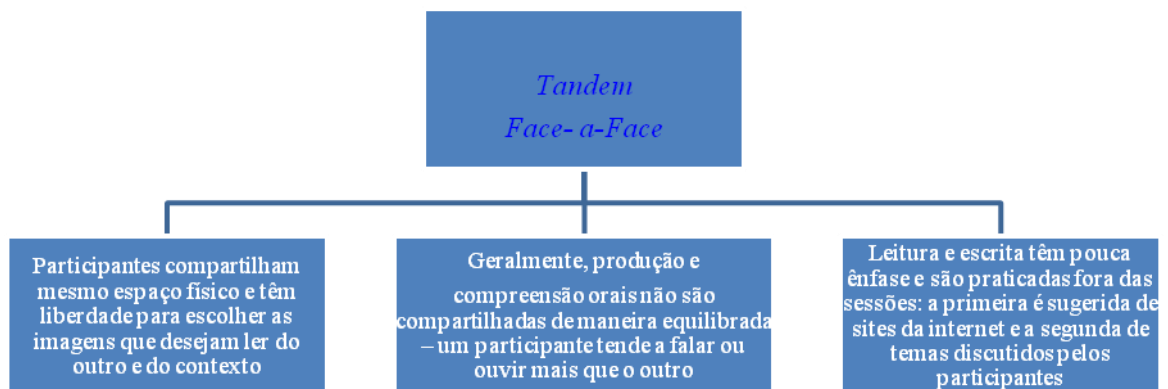 Tandem
Face- a-Face
Participantes compartilham
mesmo espaço físico e têm
liberdade para escolher as
imagens que desejam ler do
outro e do contexto
Geralmente, produção e
compreensão orais não são
compartilhadas de maneira equilibrada
– um participante tende a falar ou
ouvir mais que o outro
Leitura e escrita têm pouca
ênfase e são praticadas fora das
sessões: a primeira é sugerida de
sites da internet e a segunda de
temas discutidos pelos
participantes